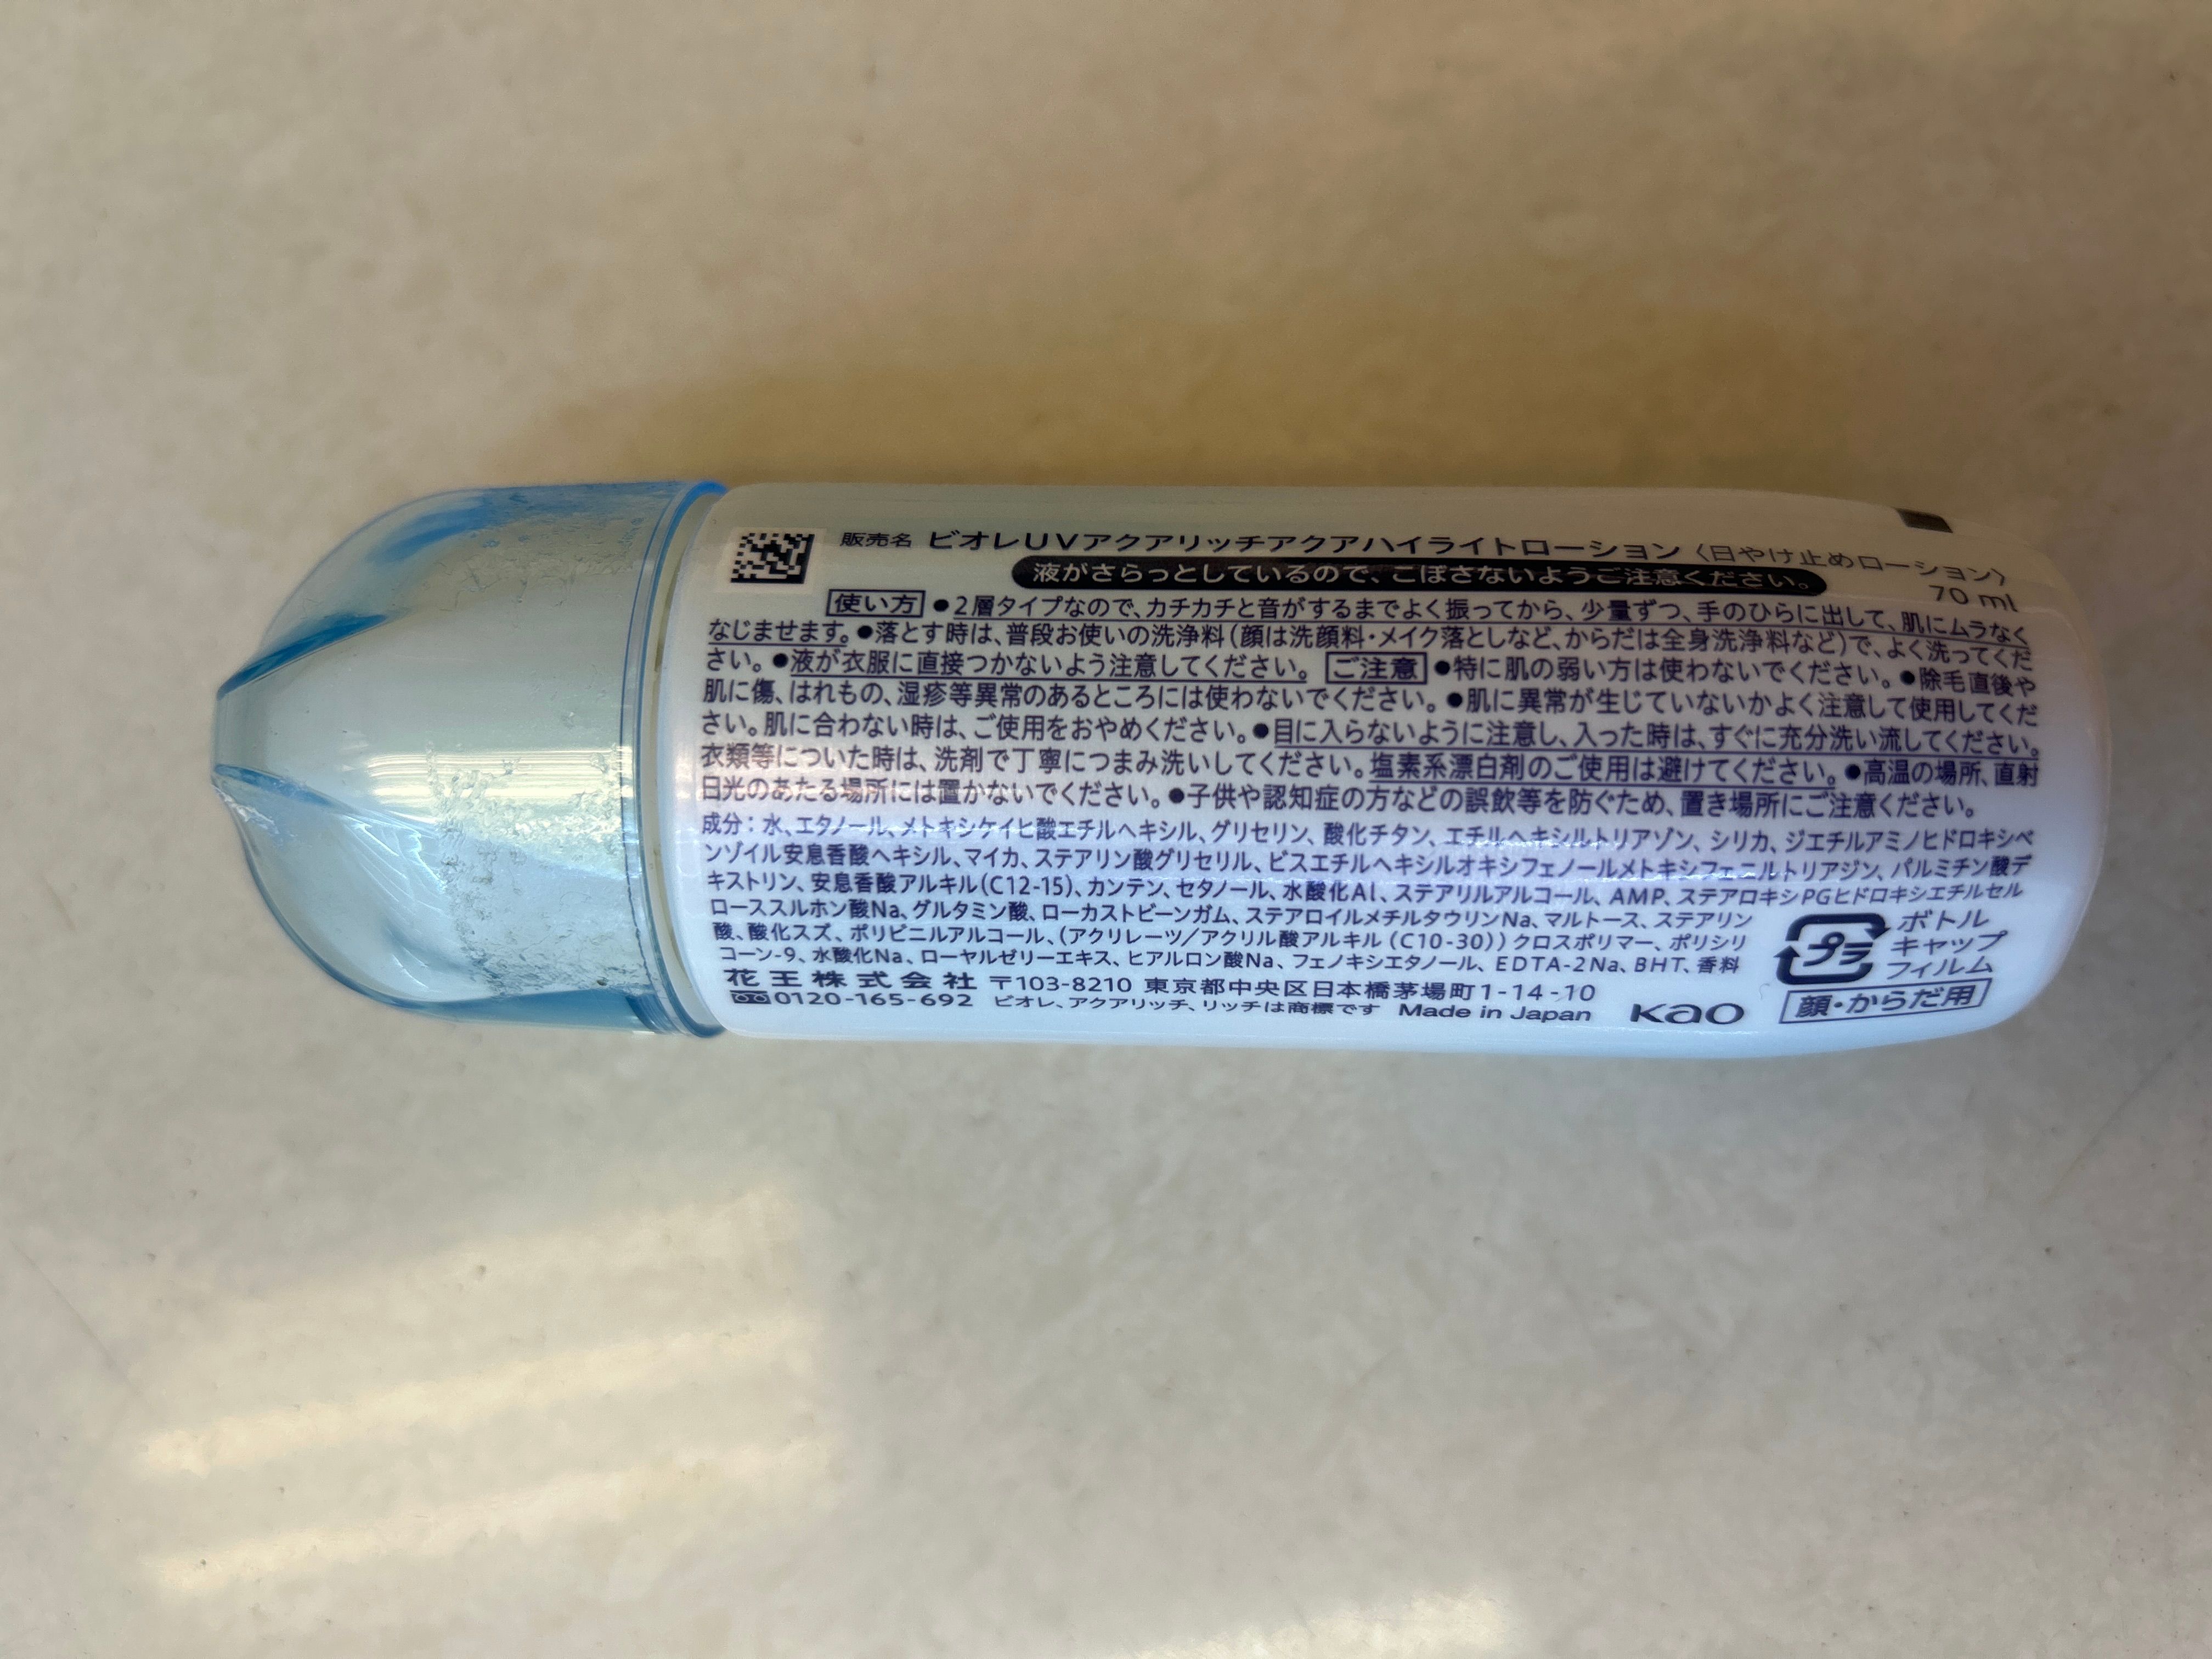 販売名 ビオレUVアクアリッチアクアハイライトローション〈日やけ止めローション〉
液がさらっとしているので、こぼさないようご注意ください。
70 ml
使い方 ●2層タイプなので、カチカチと音がするまでよく振ってから、少量ずつ、手のひらに出して、肌にムラなく
なじませます。●落とす時は、普段お使いの洗浄料(顔は洗顔料・メイク落としなど、からだは全身洗浄料など)で、よく洗ってくだ
さい。●液が衣服に直接つかないよう注意してください。 ご注意 ●特に肌の弱い方は使わないでください。●除毛直後や
肌に傷、はれもの、湿疹等異常のあるところには使わないでください。●肌に異常が生じていないかよく注意して使用してくだ
さい。肌に合わない時は、ご使用をおやめください。●目に入らないように注意し、入った時は、すぐに充分洗い流してください。
衣類等についた時は、洗剤で丁寧につまみ洗いしてください。塩素系漂白剤のご使用は避けてください。●高温の場所、直射
日光のあたる場所には置かないでください。●子供や認知症の方などの誤飲等を防ぐため、置き場所にご注意ください。
成分:水、エタノール、メトキシケイヒ酸エチルヘキシル、グリセリン、酸化チタン、エチルヘキシルトリアゾン、シリカ、ジエチルアミノヒドロキシベ
ンゾイル安息香酸ヘキシル、マイカ、ステアリン酸グリセリル、ビスエチルヘキシルオキシフェノールメトキシフェニルトリアジン、パルミチン酸デ
キストリン、安息香酸アルキル(C12-15)、カンテン、セタノール、水酸化Al、ステアリルアルコール、AMP、ステアロキシPGヒドロキシエチルセル
ローススルホン酸Na、グルタミン酸、ローカストビーンガム、ステアロイルメチルタウリンNa、マルトース、ステアリン
酸、酸化スズ、ポリビニルアルコール、(アクリレーツ/アクリル酸アルキル(C10-30))クロスポリマー、ポリシリ
コーン-9、水酸化Na、ローヤルゼリーエキス、ヒアルロン酸Na、フェノキシエタノール、EDTA-2Na、BHT、香料
花王株式会社 〒103-8210 東京都中央区日本橋茅場町1-14-10
0120-165-692 ビオレ、アクアリッチ、リッチは商標です Made in Japan
Kao
プラ
ボトル
キャップ
フィルム
顔・からだ用